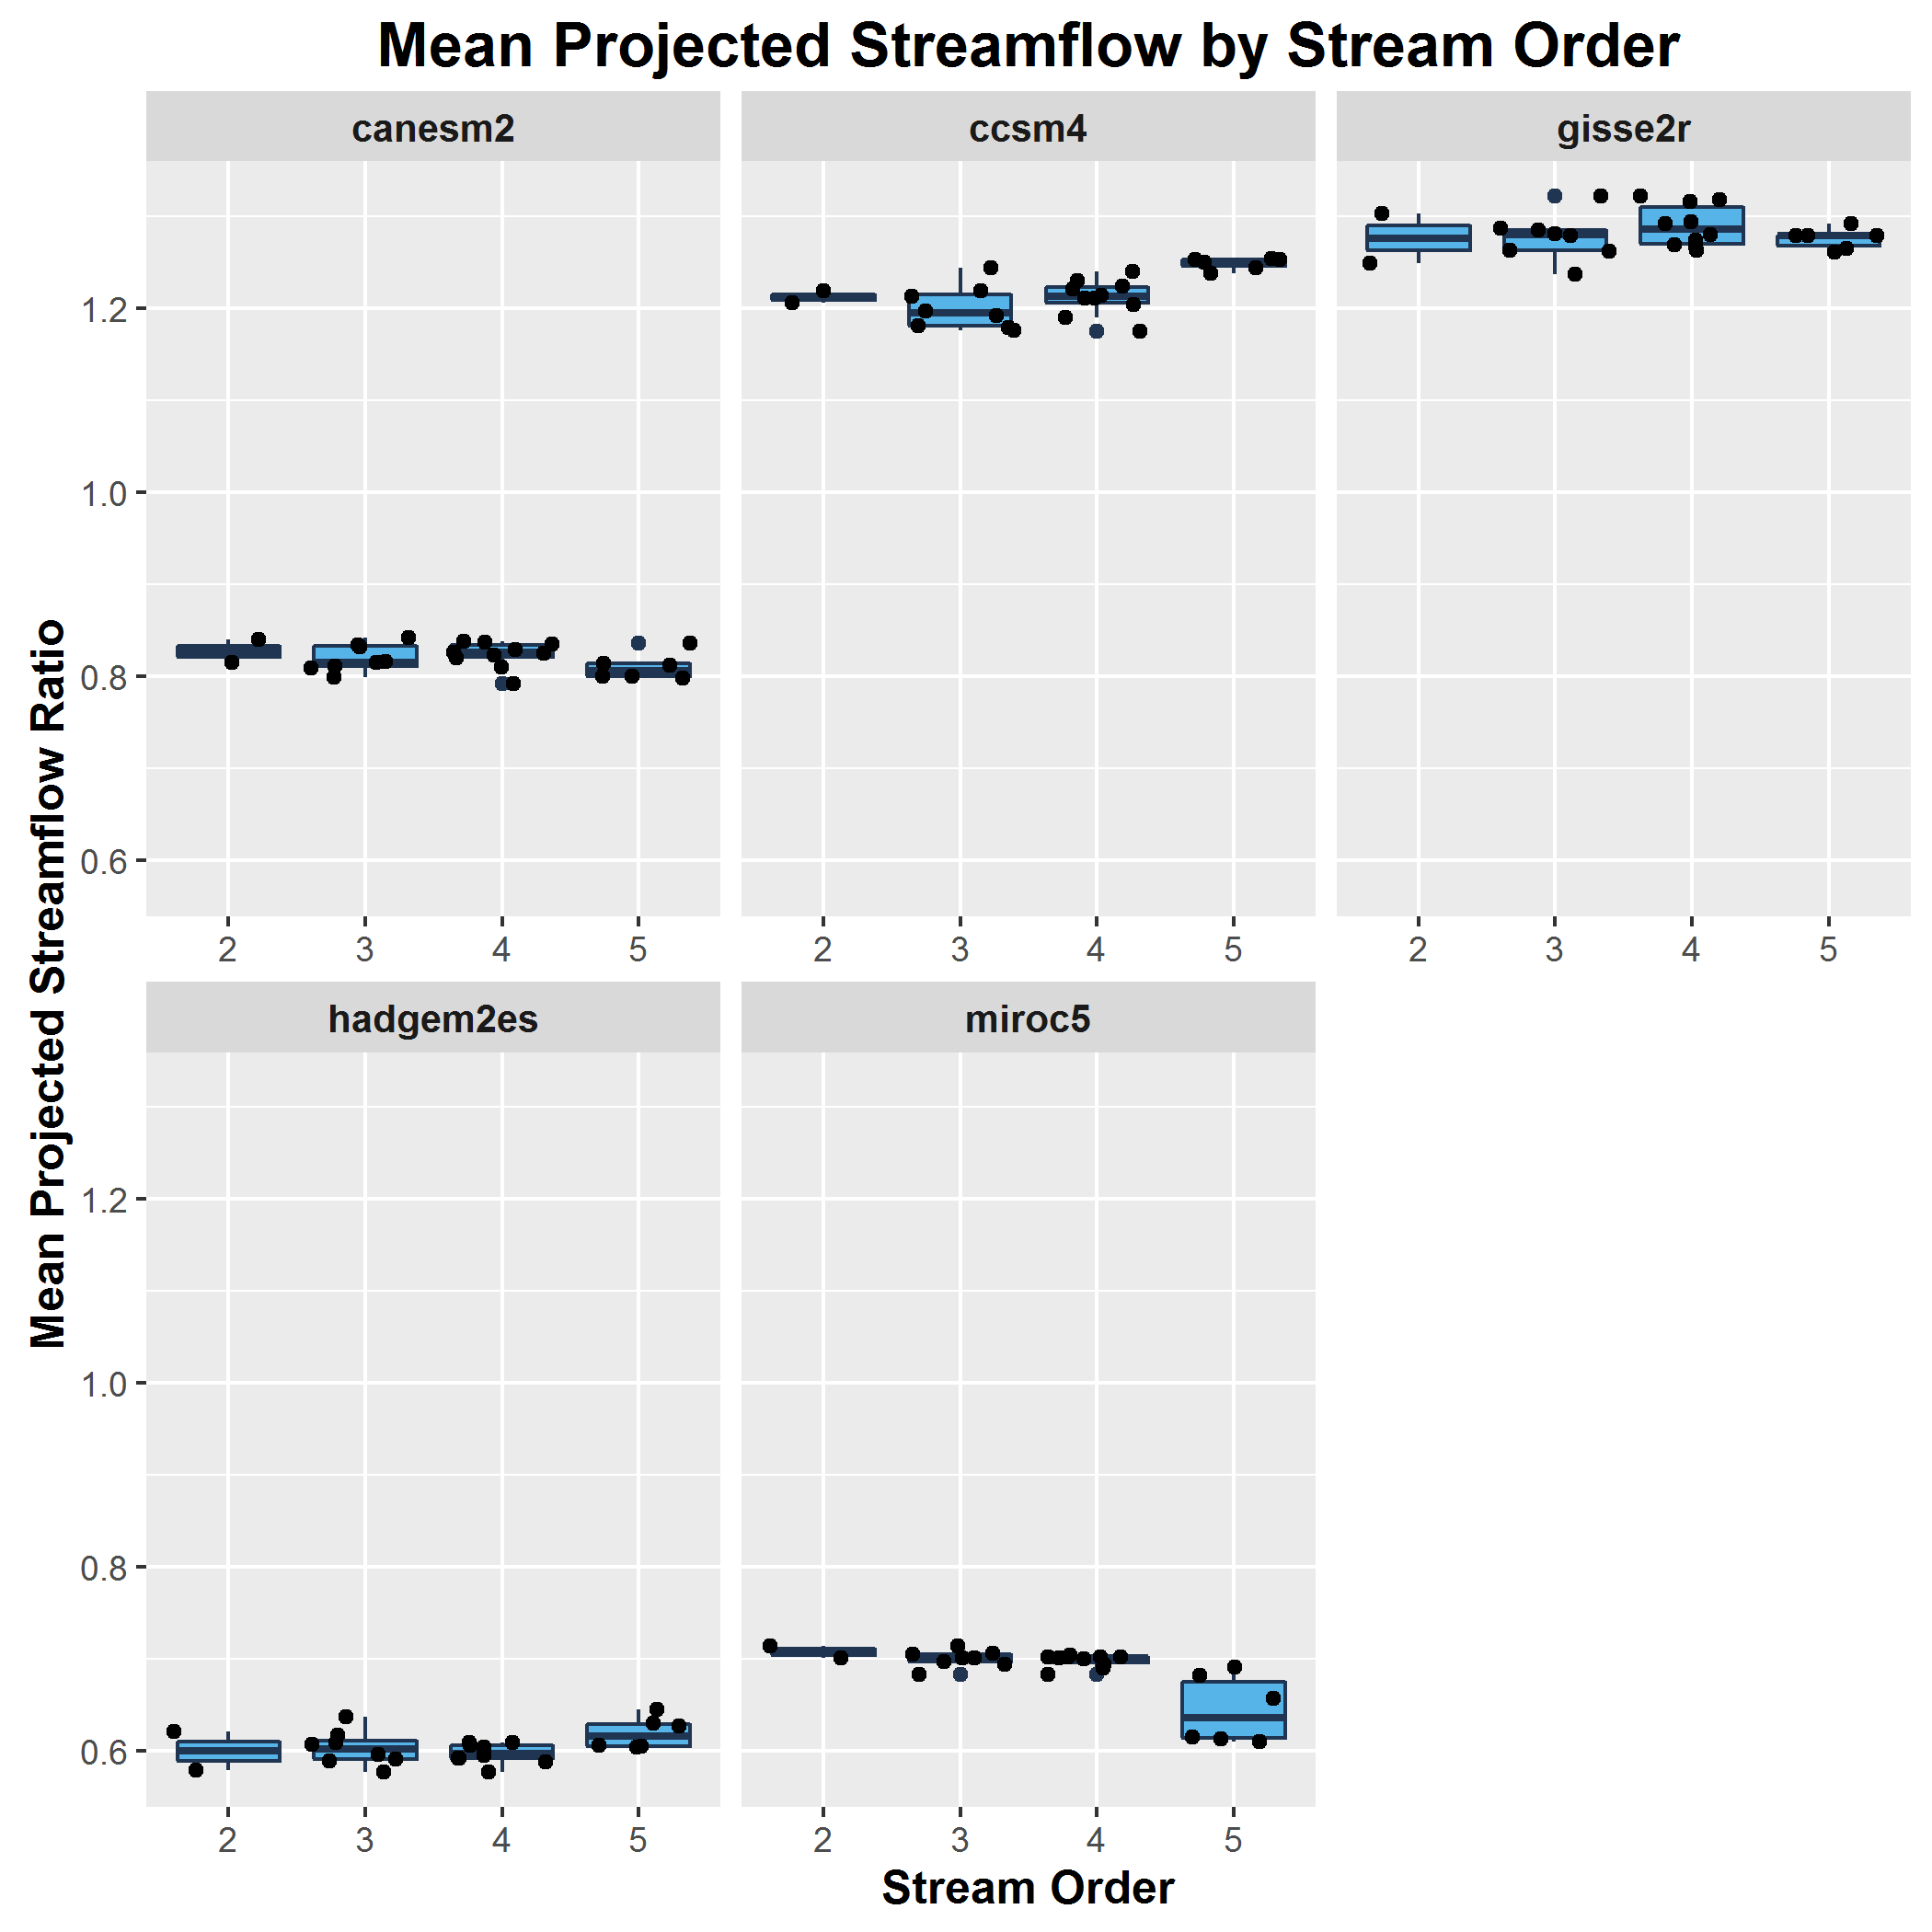 Mean Projected Streamflow by Stream Order
canesm2
ccsm4
gisse2r
Mean Projected Streamflow Ratio
1.2
1.0
0.8
0.6
2 3 4 5
2 3 4 5
2 3 4 5
hadgem2es
miroc5
1.2
1.0
0.8
0.6
2 3 4 5
2 3 4 5
Stream Order